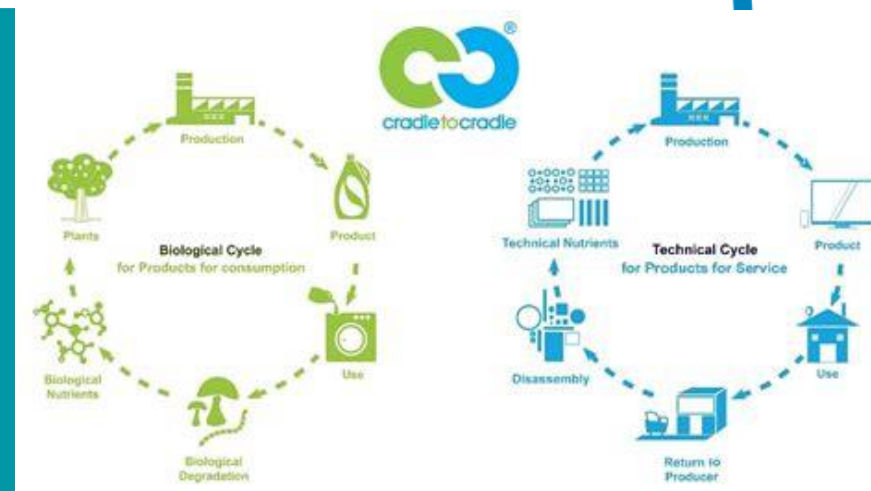 ®
cradletocradle
Production
Product
Use
Biological
Degradation
Biological
Nutrients
Plants
Biological Cycle
for Products for consumption
Production
Product
Use
Return to
Producer
Disassembly
Technical Nutrients
Technical Cycle
for Products for Service